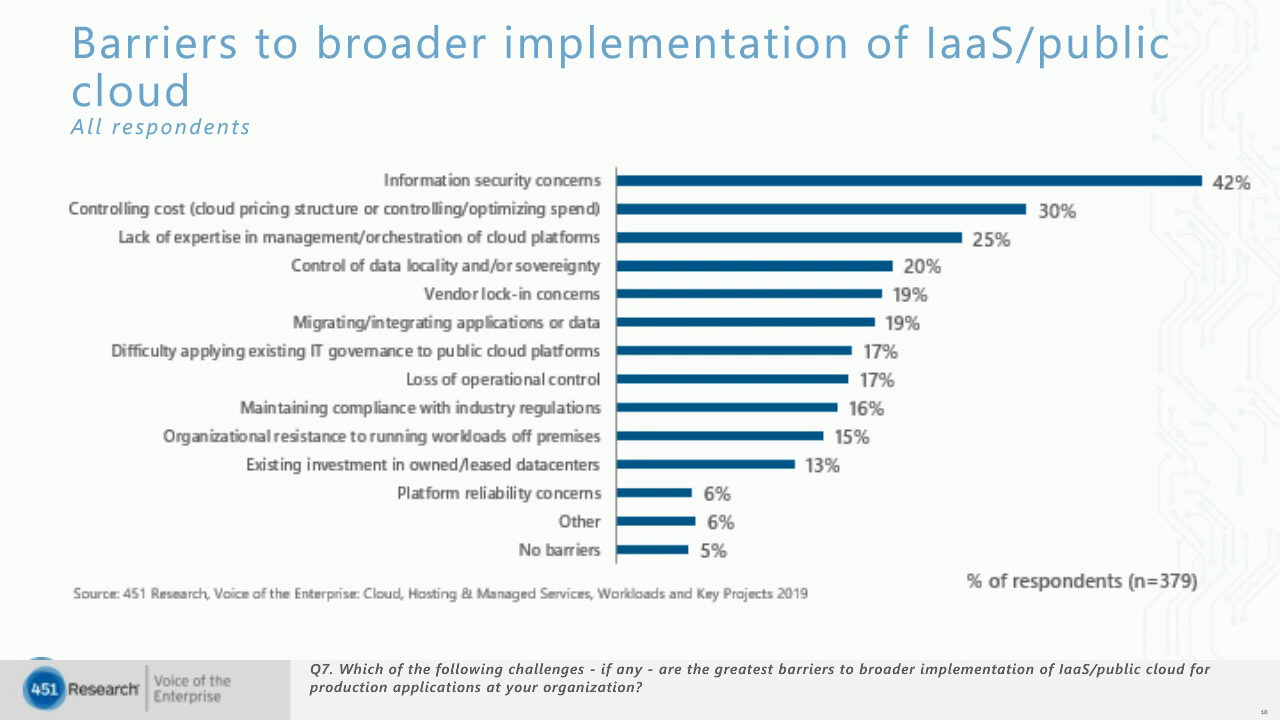 Barriers to broader implementation of IaaS/public
cloud
All respondents
Information security concerns 42%
Controlling cost (cloud pricing structure or controlling/optimizing spend) 30%
Lack of expertise in management/orchestration of cloud platforms 25%
Control of data locality and/or sovereignty 20%
Vendor lock-in concerns 19%
Migrating/integrating applications or data 19%
Difficulty applying existing IT governance to public cloud platforms 17%
Loss of operational control 17%
Maintaining compliance with industry regulations 16%
Organizational resistance to running workloads off premises 15%
Existing investment in owned/leased datacenters 13%
Platform reliability concerns 6%
Other 6%
No barriers 5%
% of respondents (n=379)
Source: 451 Research, Voice of the Enterprise: Cloud, Hosting & Managed Services, Workloads and Key Projects 2019
451 Research
Voice of the
Enterprise
Q7. Which of the following challenges - if any - are the greatest barriers to broader implementation of IaaS/public cloud for
production applications at your organization?
10